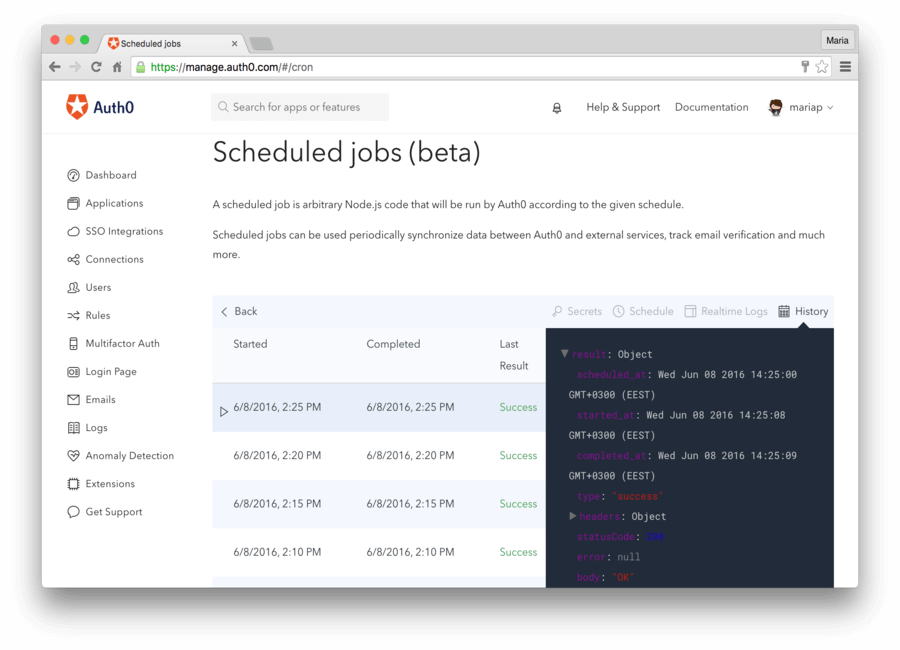 Scheduled jobs
Maria
https://manage.auth0.com/#/cron
Auth0
Search for apps or features
Help & Support
Documentation
mariap
Dashboard
Applications
SSO Integrations
Connections
Users
Rules
Multifactor Auth
Login Page
Emails
Logs
Anomaly Detection
Extensions
Get Support
Scheduled jobs (beta)
A scheduled job is arbitrary Node.js code that will be run by Auth0 according to the given schedule.
Scheduled jobs can be used periodically synchronize data between Auth0 and external services, track email verification and much
more.
Back
Secrets
Schedule
Realtime Logs
History
Started
Completed
Last
Result
6/8/2016, 2:25 PM 6/8/2016, 2:25 PM Success
6/8/2016, 2:20 PM 6/8/2016, 2:20 PM Success
6/8/2016, 2:15 PM 6/8/2016, 2:15 PM Success
6/8/2016, 2:10 PM 6/8/2016, 2:10 PM Success
result: Object
scheduled_at: Wed Jun 08 2016 14:25:00
GMT+0300 (EEST)
started_at: Wed Jun 08 2016 14:25:08
GMT+0300 (EEST)
completed_at: Wed Jun 08 2016 14:25:09
GMT+0300 (EEST)
type: "success"
headers: Object
statusCode:
error: null
body: "OK"